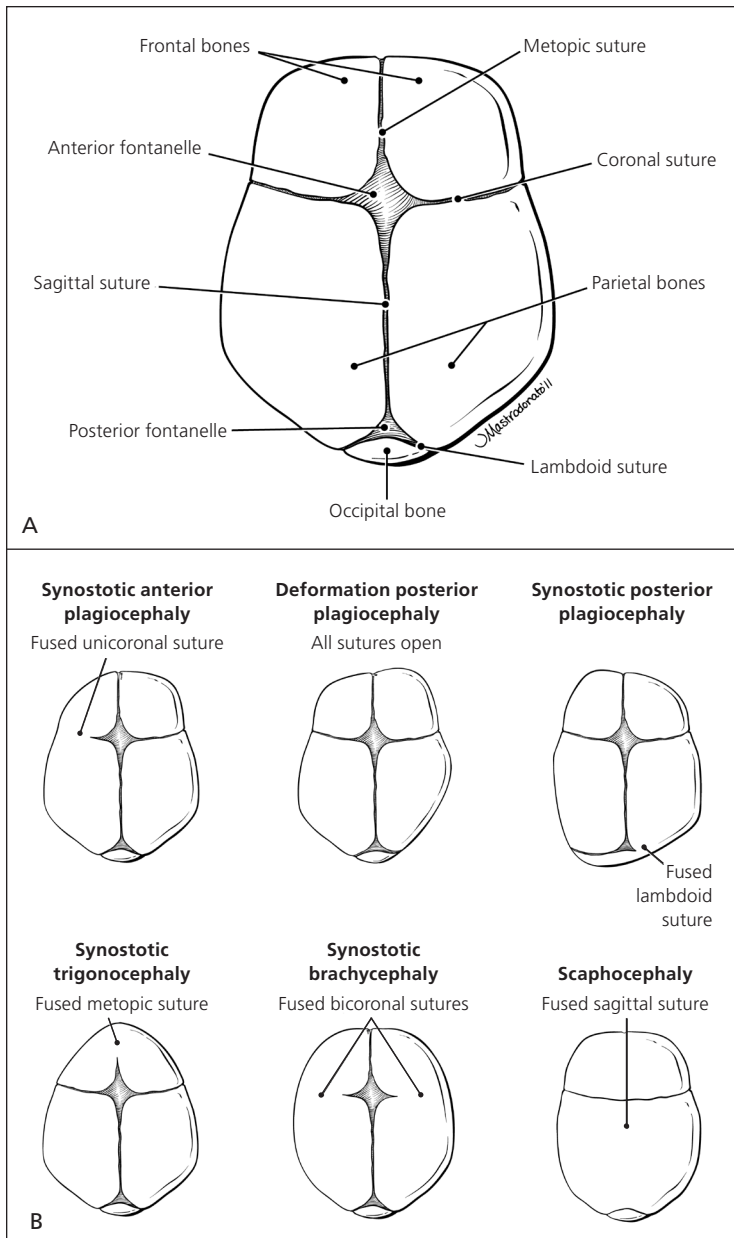 Frontal bones
Metopic suture
Anterior fontanelle
Coronal suture
Sagittal suture
Parietal bones
Posterior fontanelle
JMastrodonato'11
Lambdoid suture
Occipital bone
A
Synostotic anterior
plagiocephaly
Fused unicoronal suture
Deformation posterior
plagiocephaly
All sutures open
Synostotic posterior
plagiocephaly
Fused
lambdoid
suture
Synostotic
trigonocephaly
Fused metopic suture
Synostotic
brachycephaly
Fused bicoronal sutures
Scaphocephaly
Fused sagittal suture
B